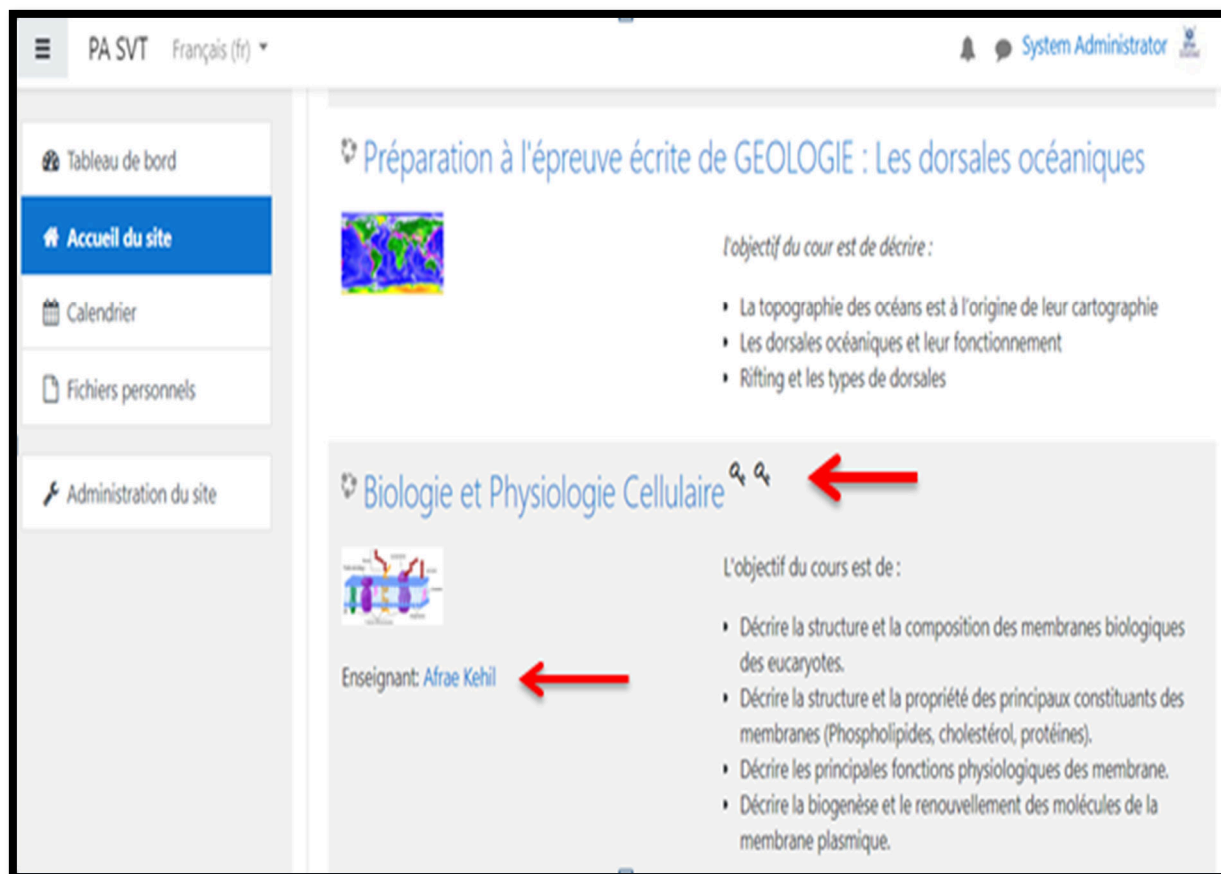 PA SVT Français (fr)
System Administrator
Tableau de bord
Accueil du site
Calendrier
Fichiers personnels
Administration du site
Préparation à l'épreuve écrite de GEOLOGIE : Les dorsales océaniques
l'objectif du cour est de décrire :
La topographie des océans est à l'origine de leur cartographie
Les dorsales océaniques et leur fonctionnement
Rifting et les types de dorsales
Biologie et Physiologie Cellulaire
Enseignant: Afrae Kehil
L'objectif du cours est de :
Décrire la structure et la composition des membranes biologiques
des eucaryotes.
Décrire la structure et la propriété des principaux constituants des
membranes (Phospholipides, cholestérol, protéines).
Décrire les principales fonctions physiologiques des membrane.
Décrire la biogenèse et le renouvellement des molécules de la
membrane plasmique.